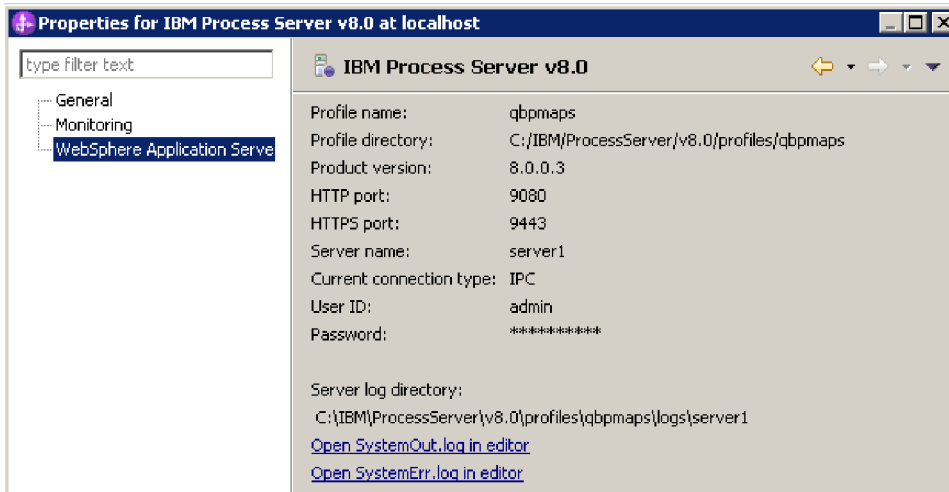 Properties for IBM Process Server v8.0 at localhost
type filter text
General
Monitoring
WebSphere Application Serve
IBM Process Server v8.0
Profile name: qbpmaps
Profile directory: C:/IBM/ProcessServer/v8.0/profiles/qbpmaps
Product version: 8.0.0.3
HTTP port: 9080
HTTPS port: 9443
Server name: server1
Current connection type: IPC
User ID: admin
Password: **********
Server log directory:
C:\IBM\ProcessServer\v8.0\profiles\qbpmaps\logs\server1
Open SystemOut.log in editor
Open SystemErr.log in editor